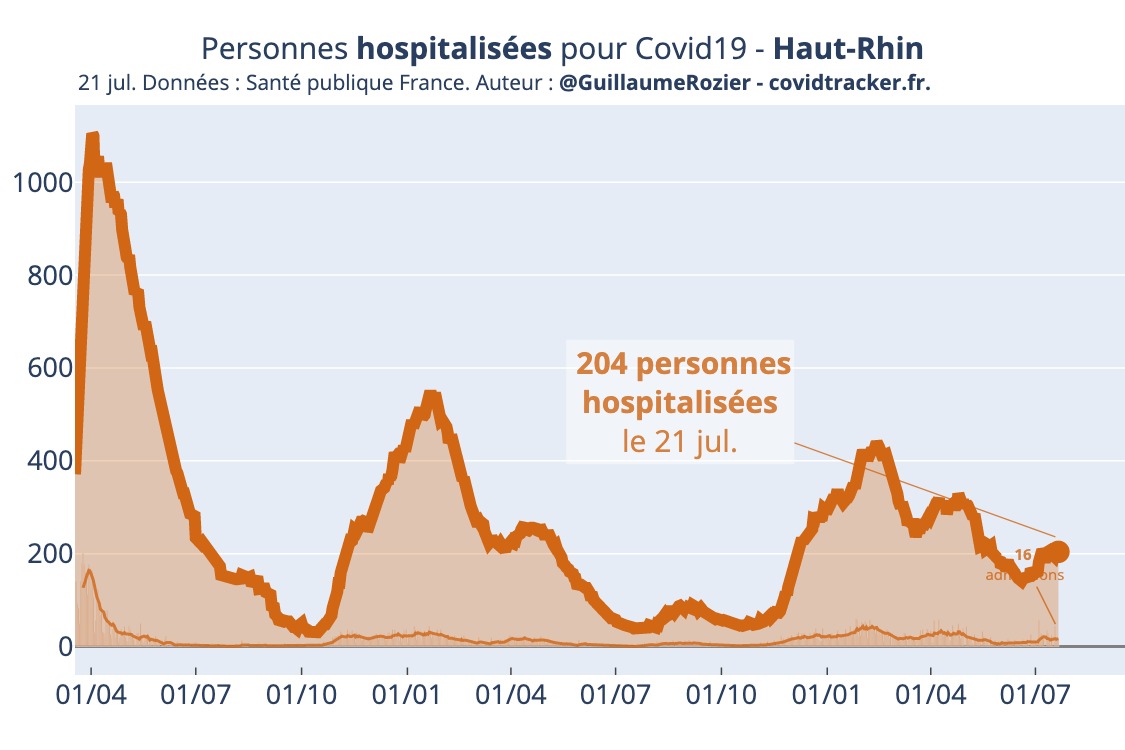 Personnes hospitalisées pour Covid19 - Haut-Rhin
21 jul. Données : Santé publique France. Auteur : @GuillaumeRozier - covidtracker.fr.
1000
800
600
400
200
0
204 personnes
hospitalisées
le 21 jul.
16
admissions
01/04 01/07 01/10 01/01 01/04 01/07 01/10 01/01 01/04 01/07